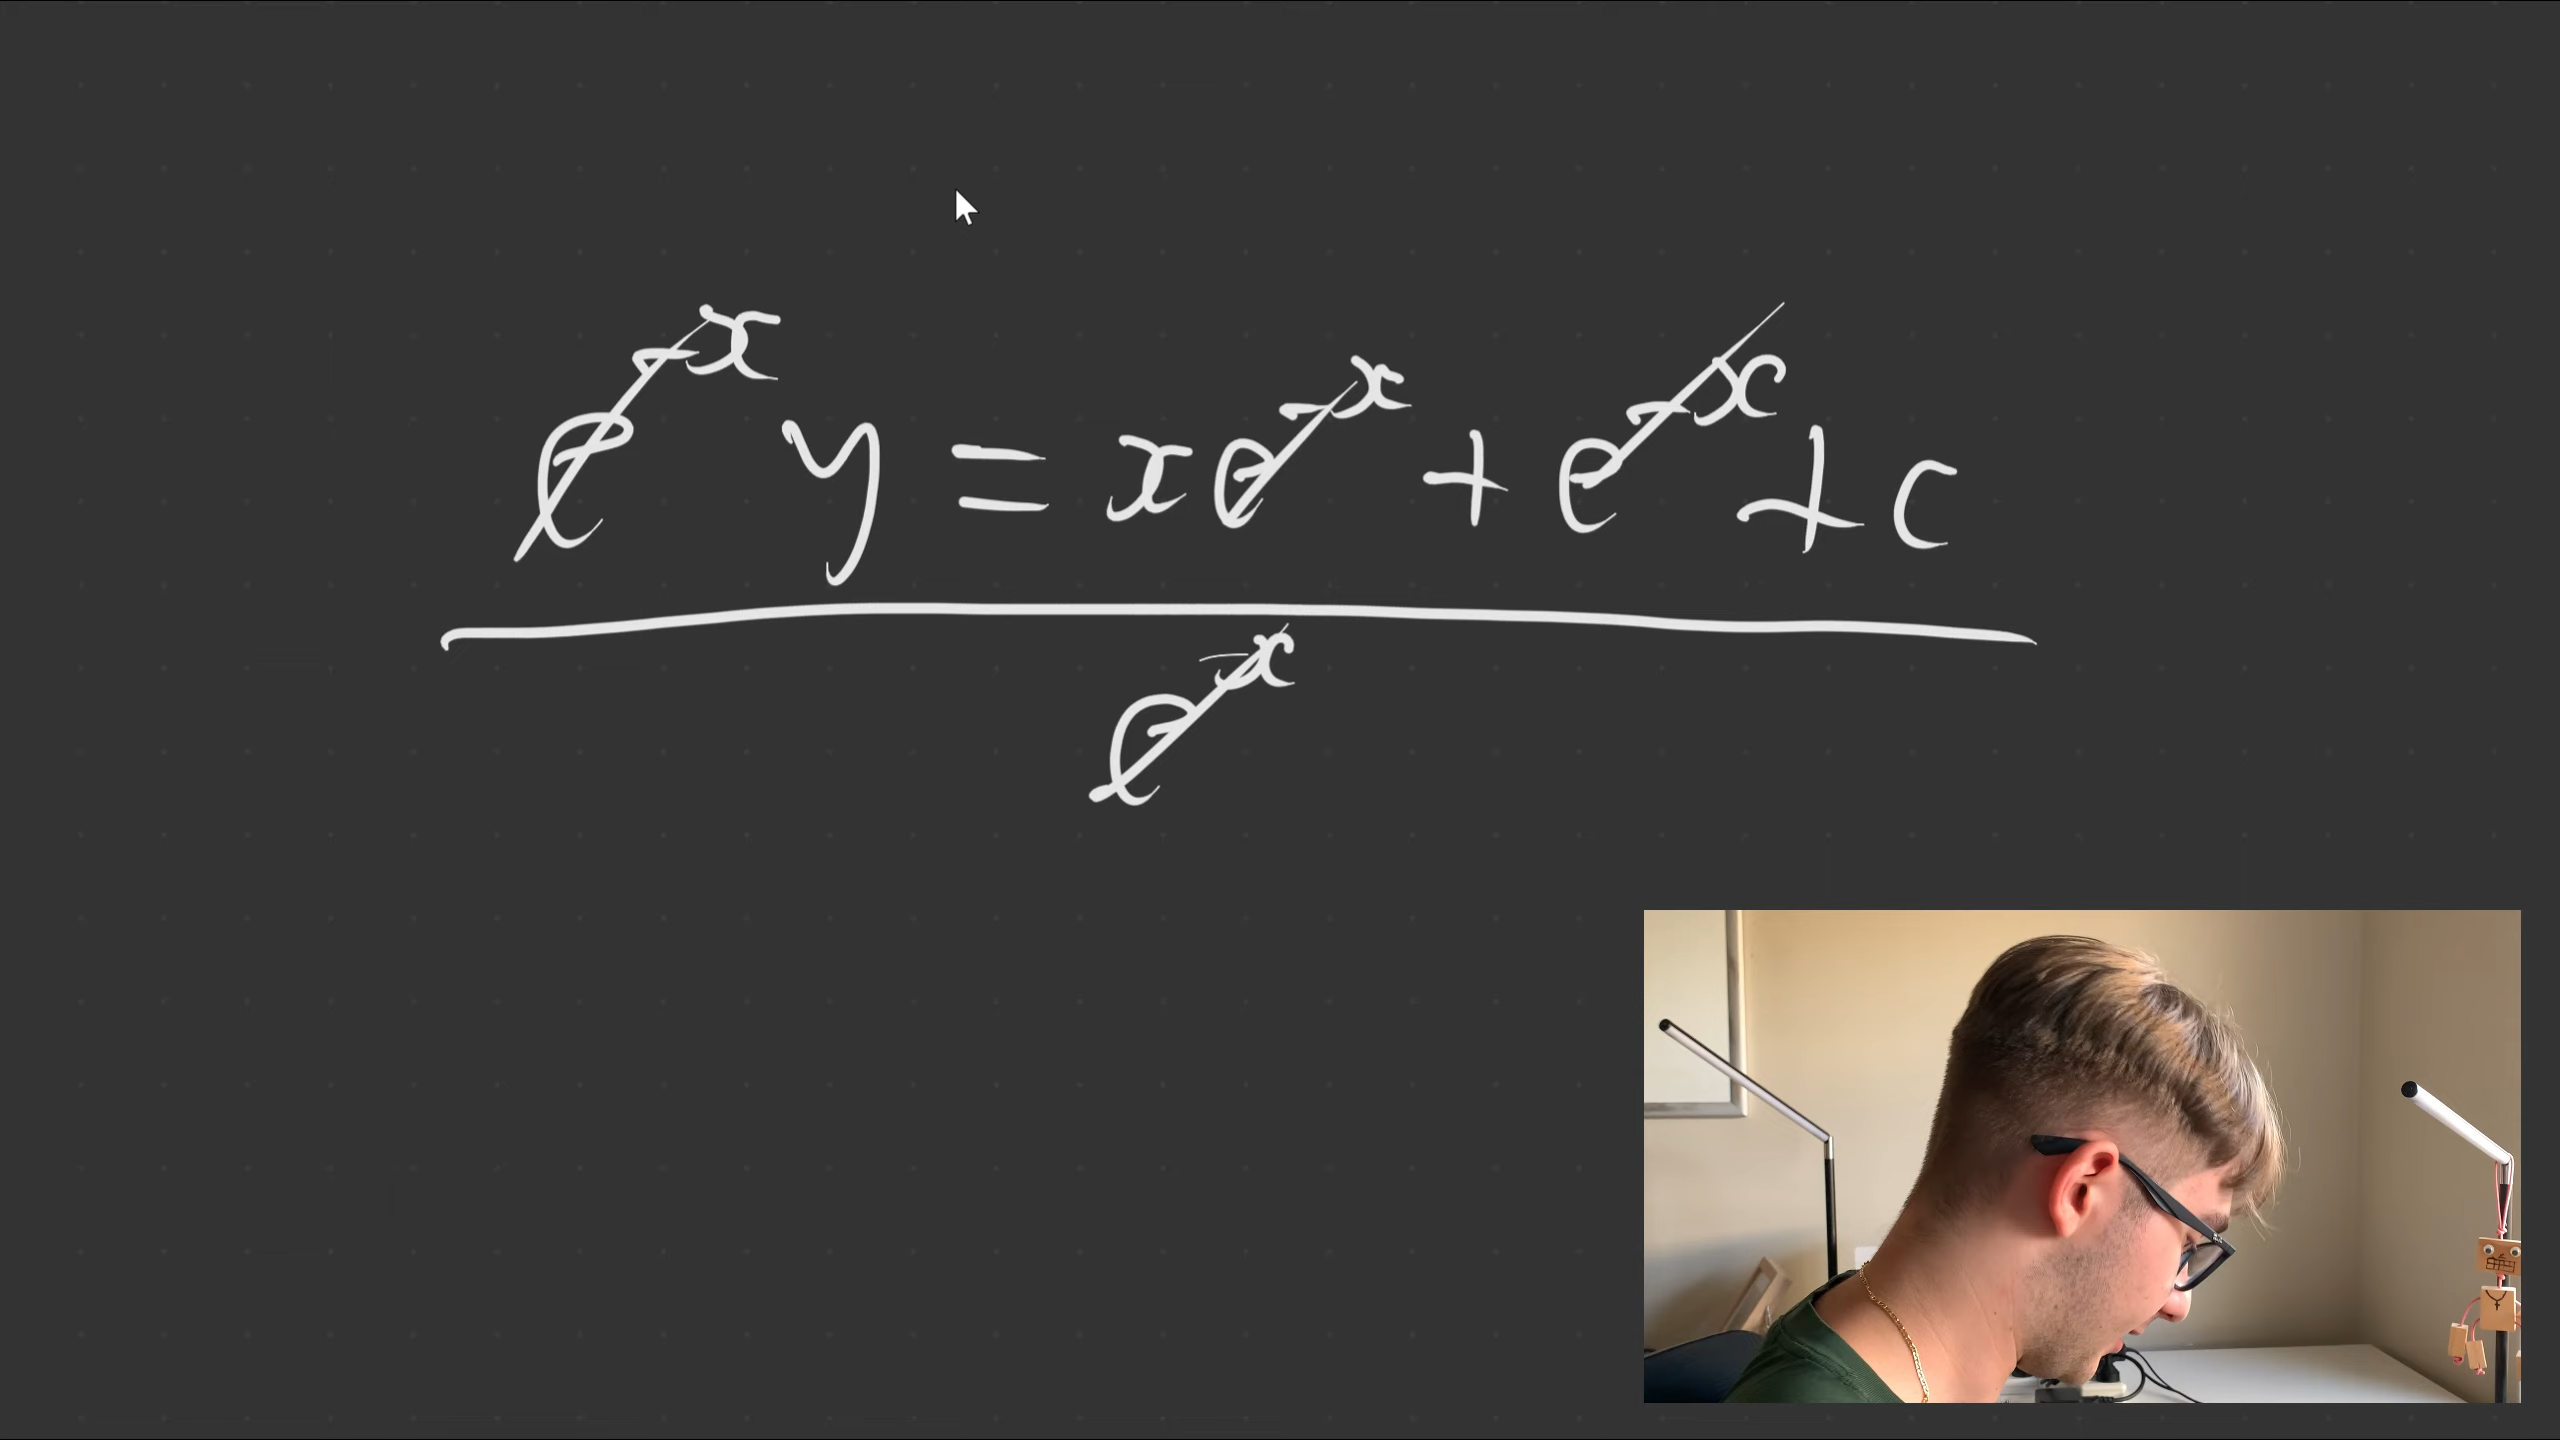 e^-x y = xe^-x + e^-x + c
e^-x